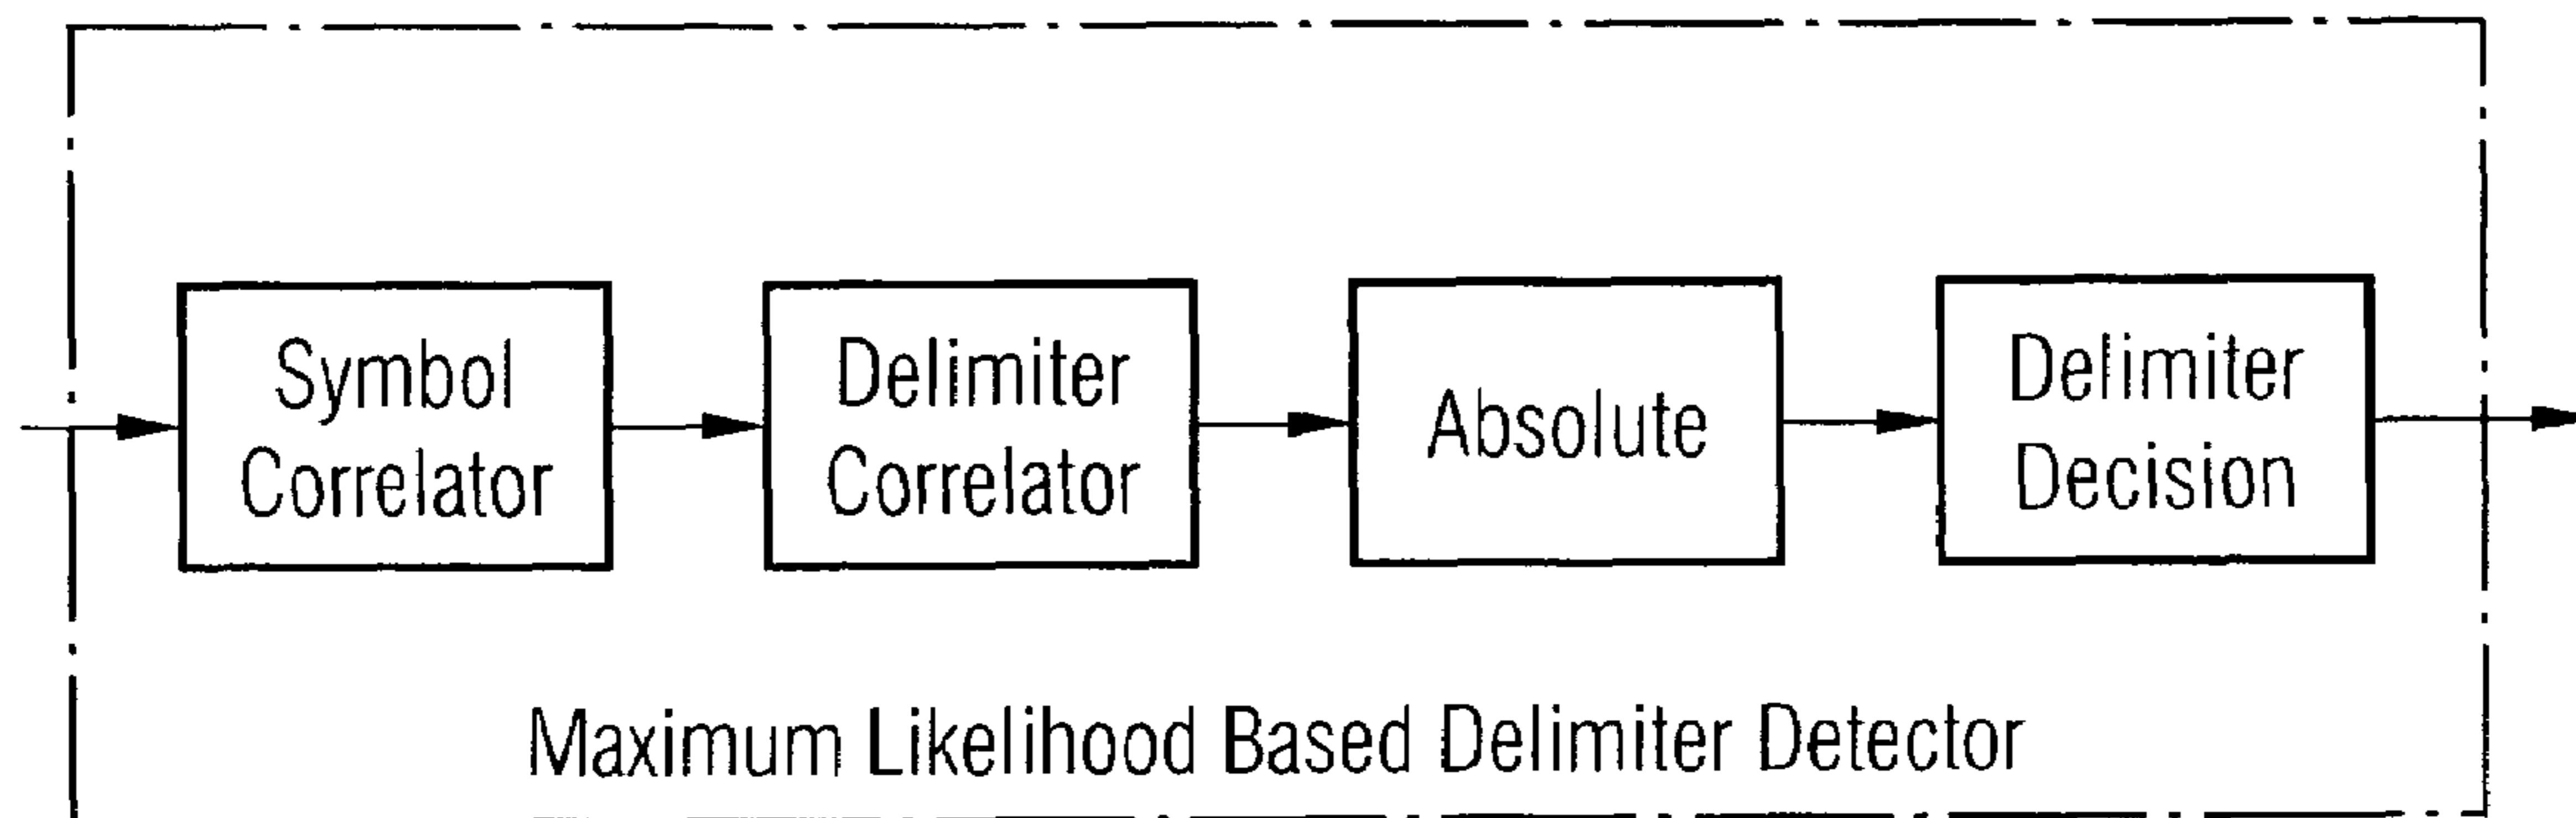 Symbol
Correlator
Delimiter
Correlator
Absolute
Delimiter
Decision
Maximum Likelihood Based Delimiter Detector